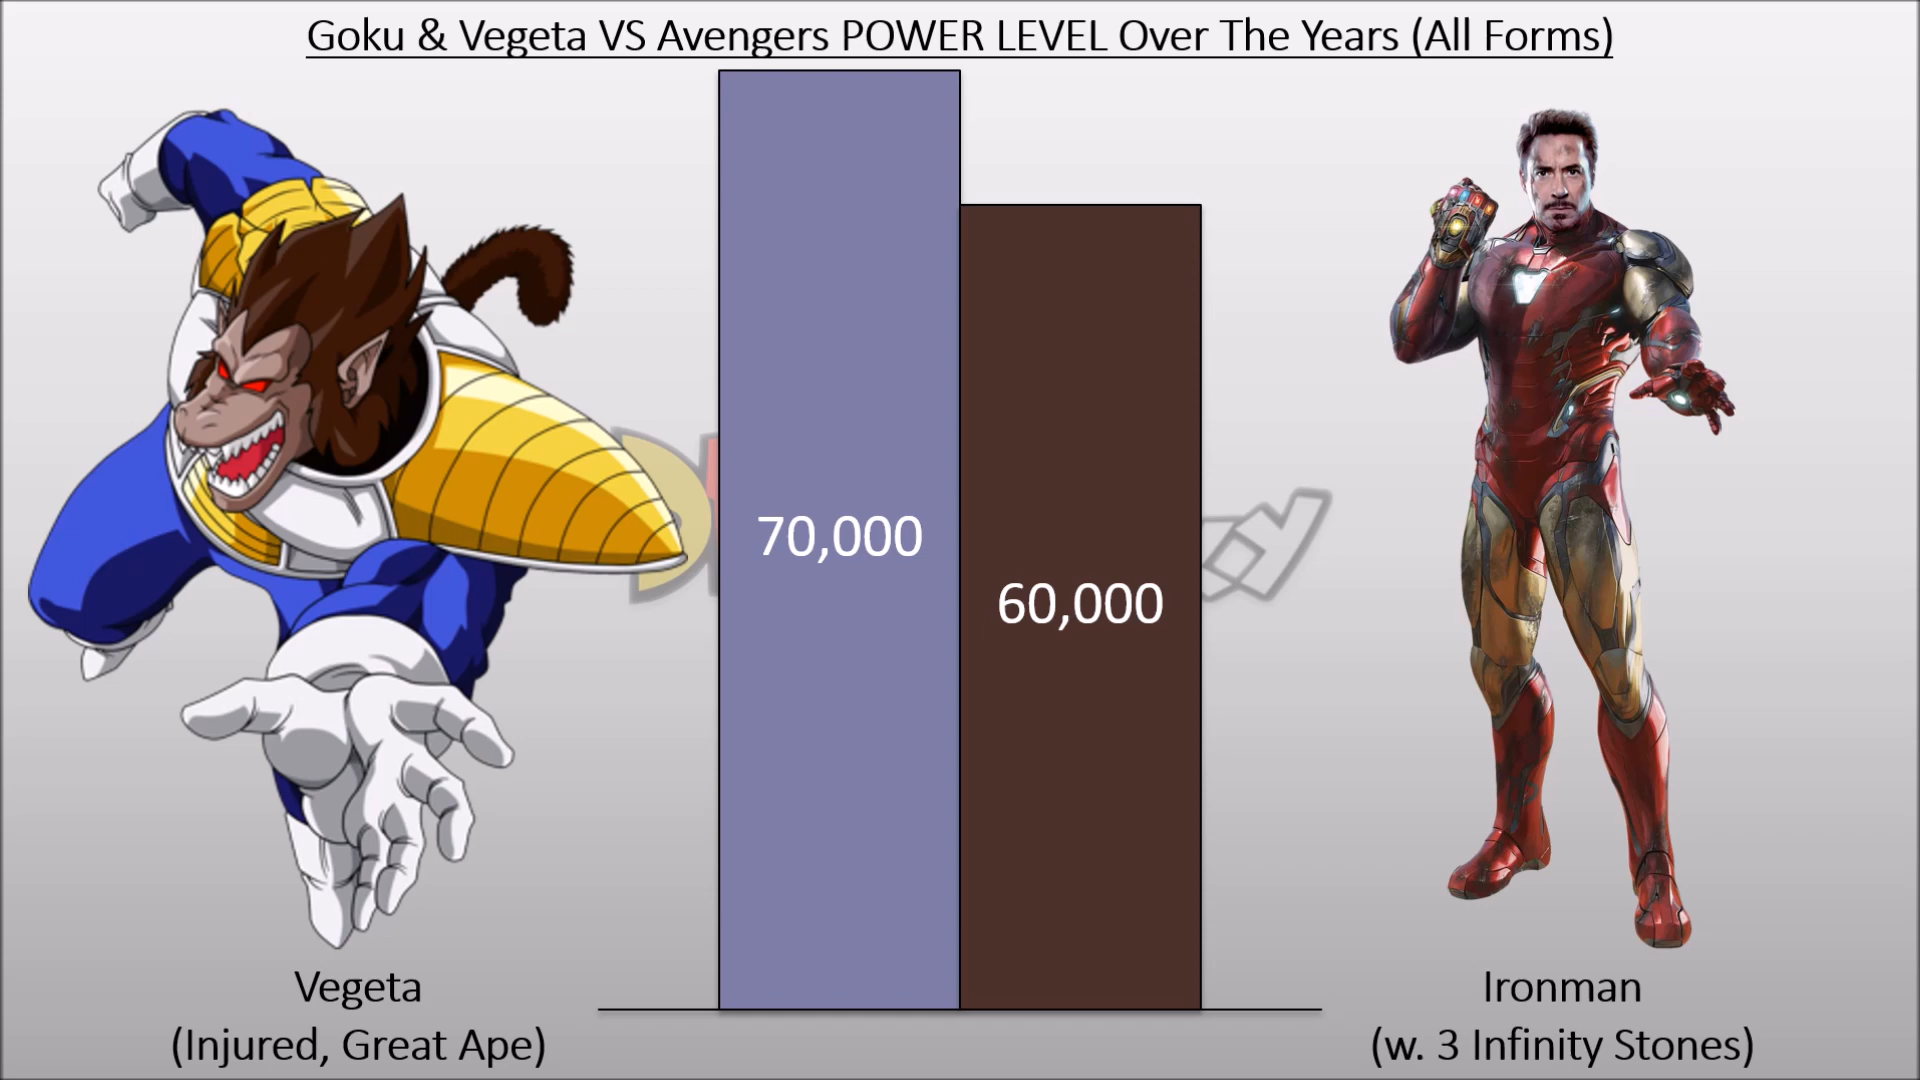 Goku & Vegeta VS Avengers POWER LEVEL Over The Years (All Forms)
70,000
60,000
Vegeta
(Injured, Great Ape)
Ironman
(w. 3 Infinity Stones)